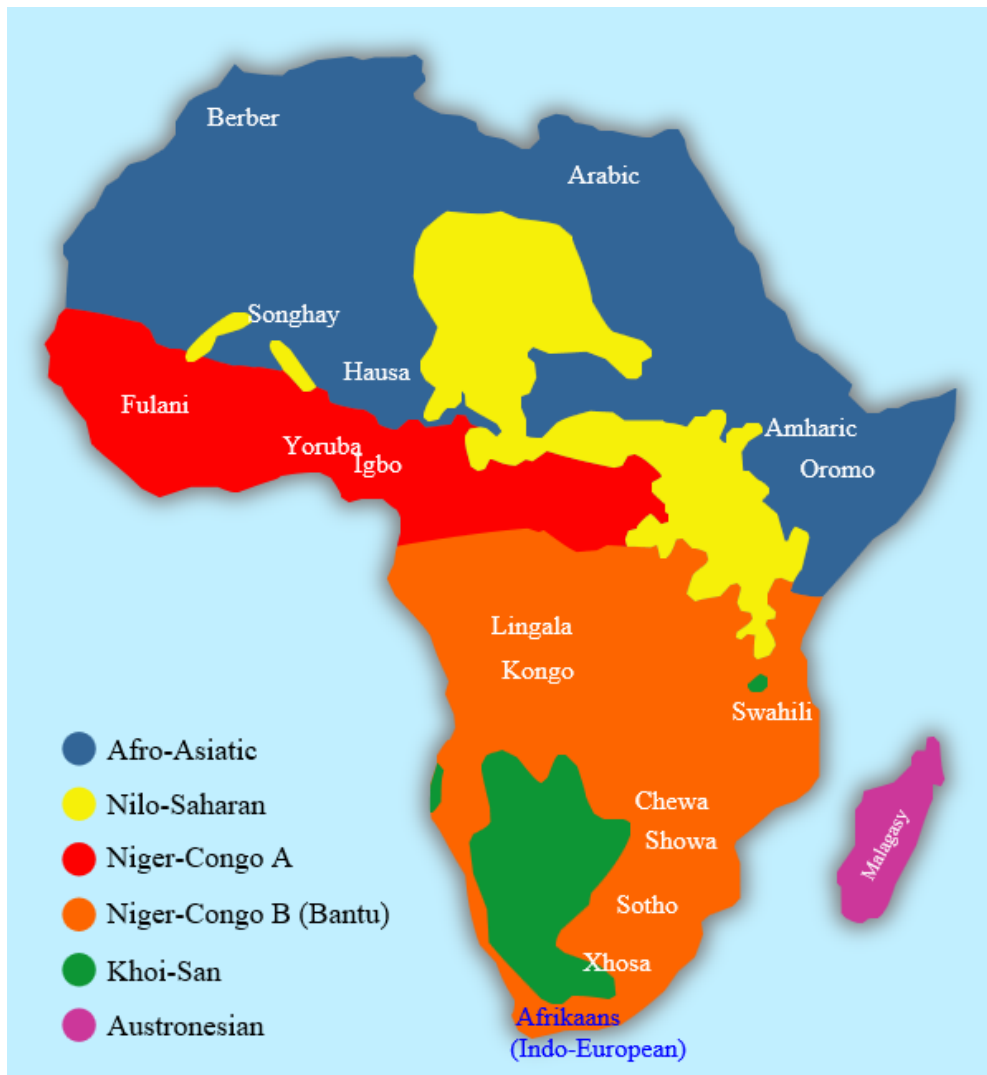 Berber
Arabic
Songhay
Hausa
Fulani
Amharic
Yoruba
Igbo
Oromo
Lingala
Kongo
Swahili
Afro-Asiatic
Nilo-Saharan
Niger-Congo A
Niger-Congo B (Bantu)
Khoi-San
Austronesian
Chewa
Showa
Malagasy
Sotho
Xhosa
Afrikaans
(Indo-European)